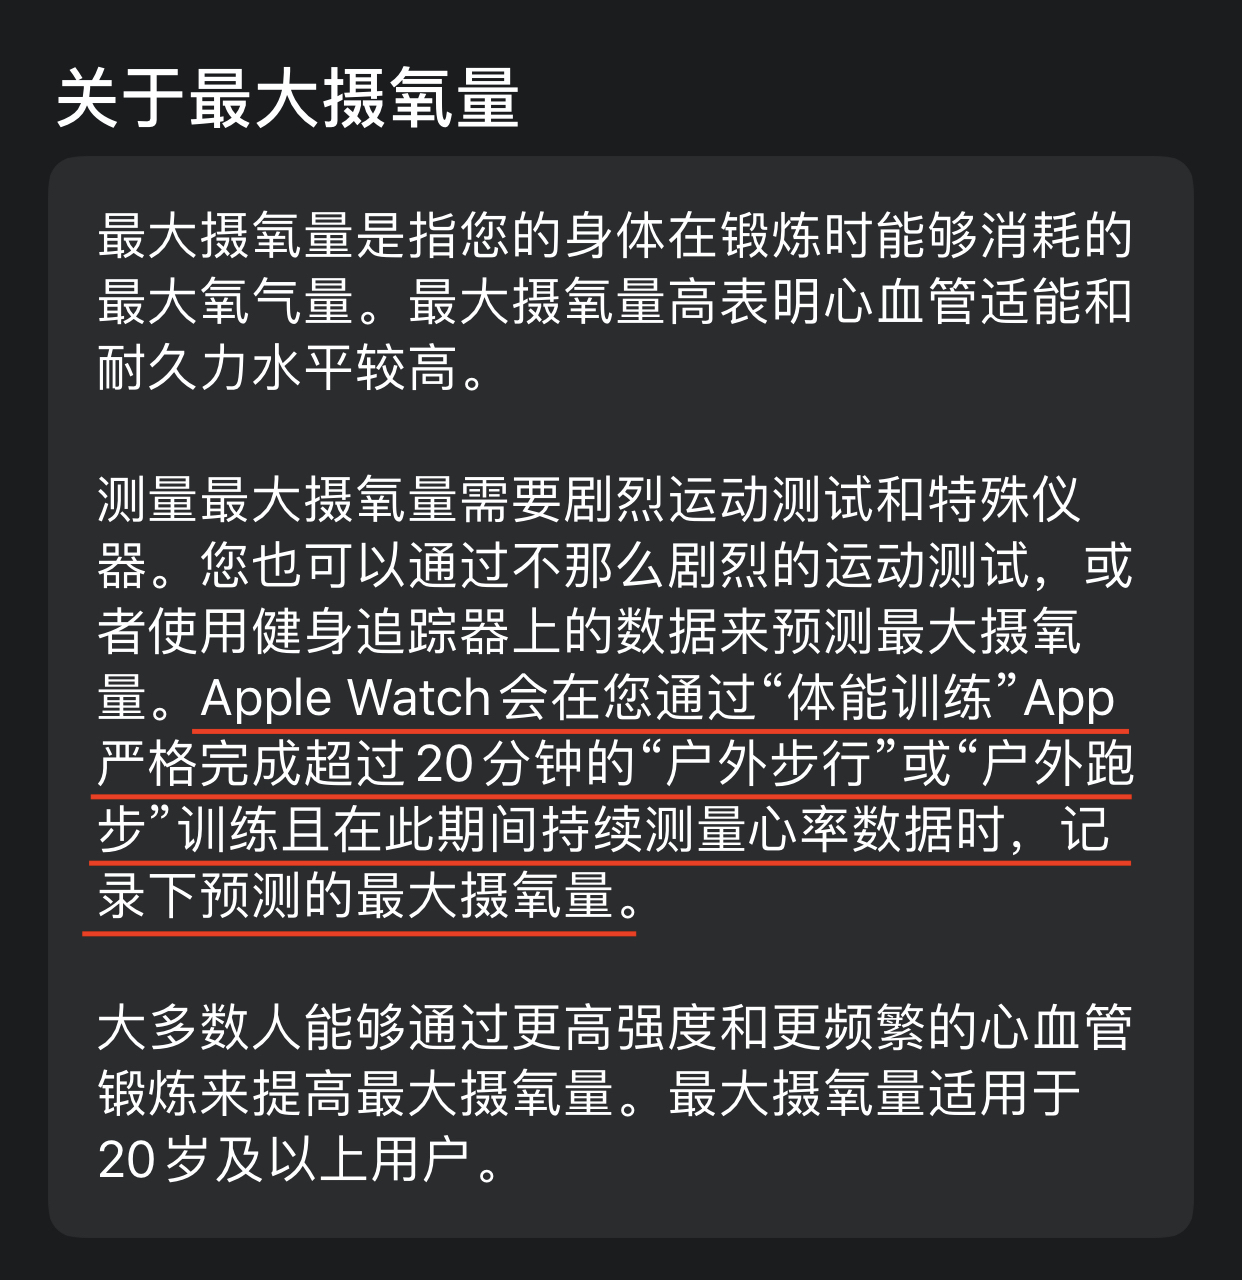 关于最大摄氧量
最大摄氧量是指您的身体在锻炼时能够消耗的
最大氧气量。最大摄氧量高表明心血管适能和
耐久力水平较高。
测量最大摄氧量需要剧烈运动测试和特殊仪
器。您也可以通过不那么剧烈的运动测试，或
者使用健身追踪器上的数据来预测最大摄氧
量。Apple Watch 会在您通过“体能训练”App
严格完成超过 20 分钟的“户外步行”或“户外跑
步”训练且在此期间持续测量心率数据时，记
录下预测的最大摄氧量。
大多数人能够通过更高强度和更频繁的心血管
锻炼来提高最大摄氧量。最大摄氧量适用于
20 岁及以上用户。